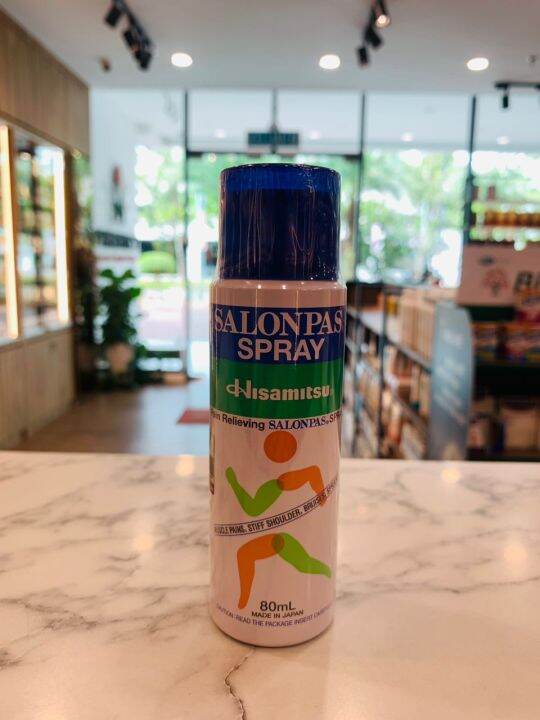 SALONPAS
SPRAY
Hisamitsu
Pain Relieving SALONPAS® SPRAY
MUSCLE PAINS, STIFF SHOULDER, BRUISES,
80mL
MADE IN JAPAN
CAUTION: READ THE PACKAGE INSERT CAREFULLY